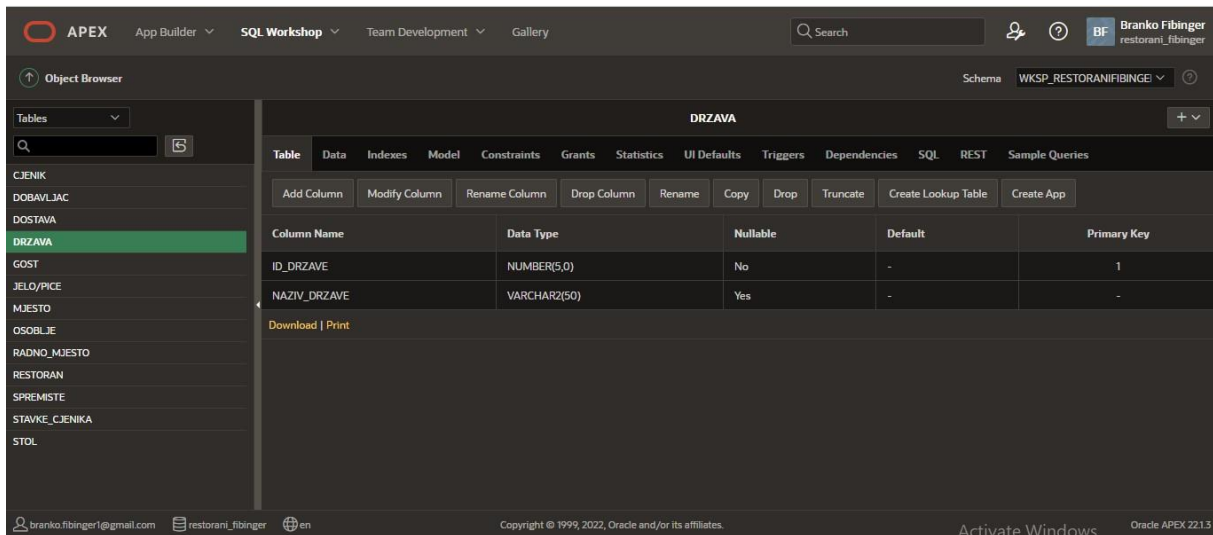 APEX App Builder SQL Workshop Team Development Gallery Search BF Branko Fibinger
restorani_fibinger
Object Browser Schema WKSP_RESTORANIFIBINGE
Tables DRZAVA
Table Data Indexes Model Constraints Grants Statistics UI Defaults Triggers Dependencies SQL REST Sample Queries
Add Column Modify Column Rename Column Drop Column Rename Copy Drop Truncate Create Lookup Table Create App
CJENIK
DOBAVLJAC
DOSTAVA
DRZAVA
GOST
JELO/PICE
MJESTO
OSOBLJE
RADNO_MJESTO
RESTORAN
SPREMISTE
STAVKE_CJENIKA
STOL
Column Name Data Type Nullable Default Primary Key
ID_DRZAVE NUMBER(5,0) No - 1
NAZIV_DRZAVE VARCHAR2(50) Yes - -
Download | Print
branko.fibinger1@gmail.com restorani_fibinger en Copyright © 1999, 2022, Oracle and/or its affiliates. Activate Windows Oracle APEX 22.1.3